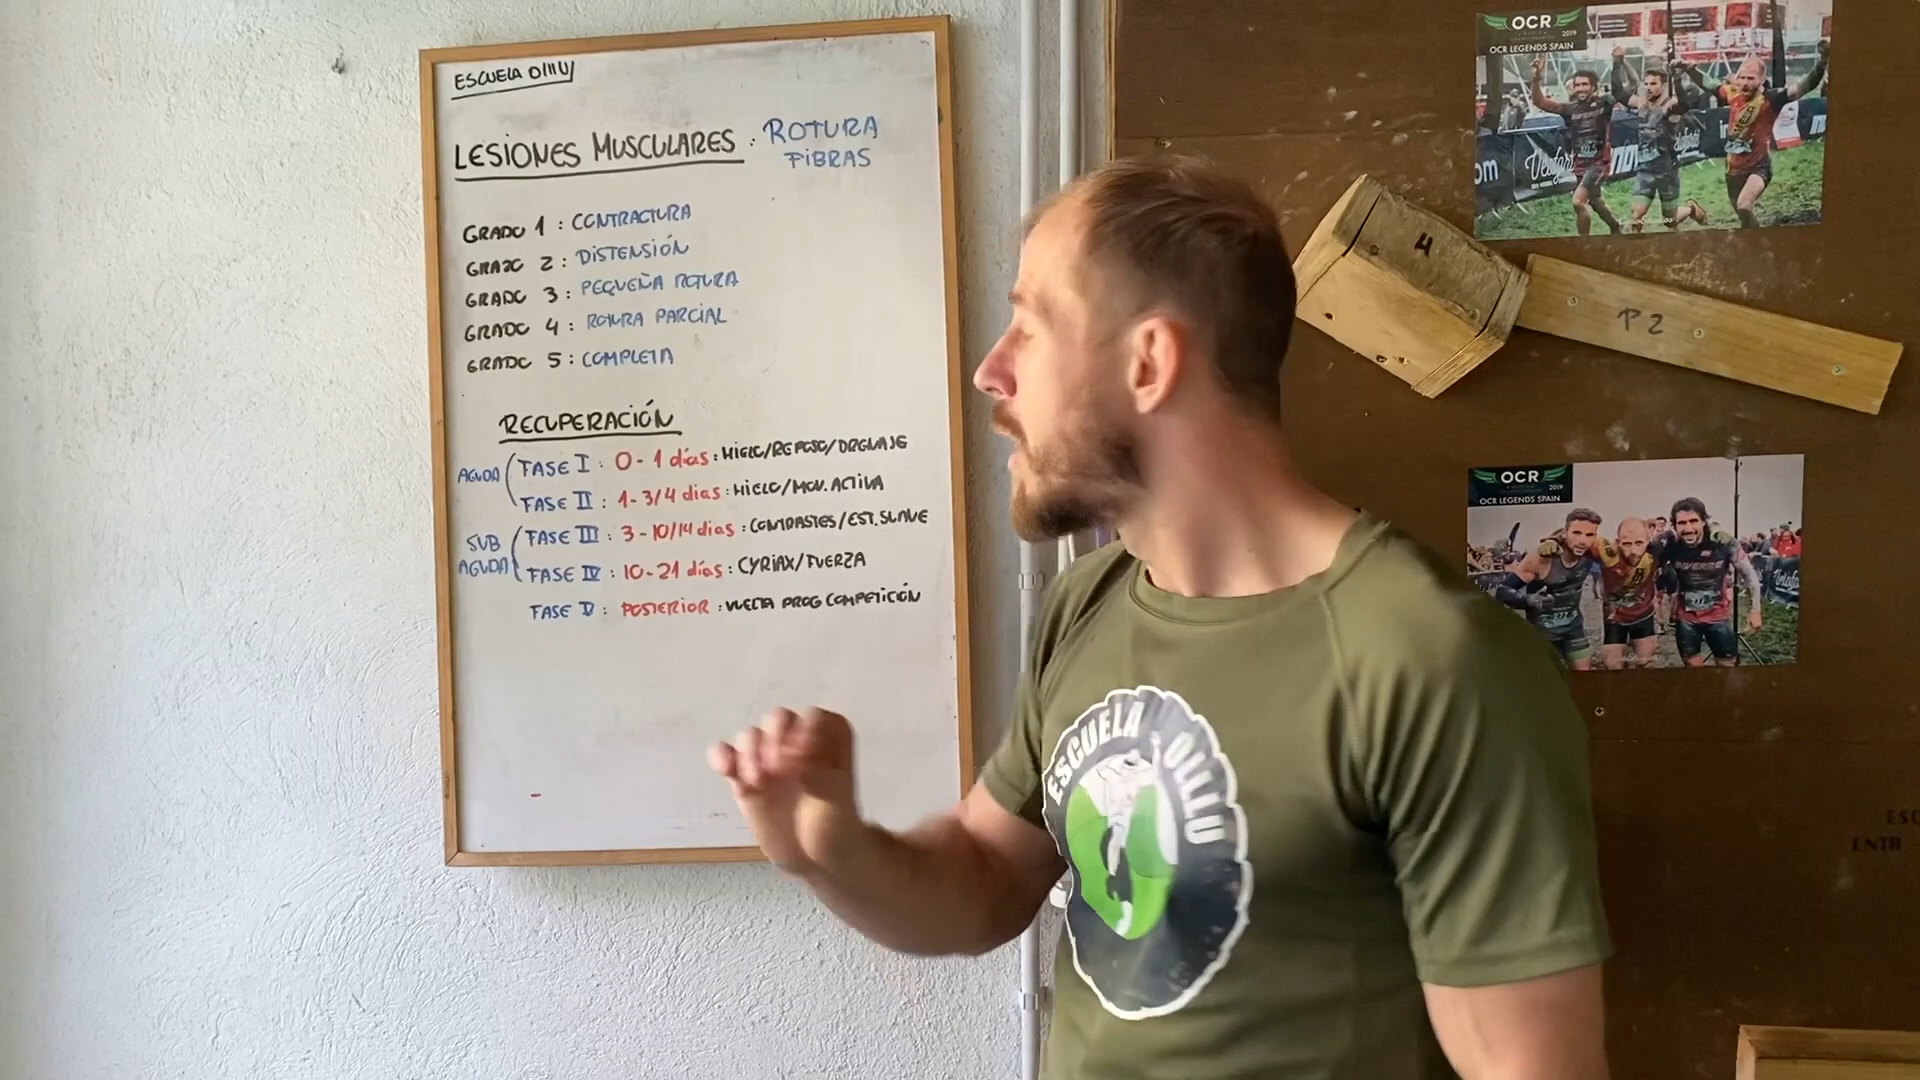 ESCUELA OIIIU
LESIONES MUSCULARES : ROTURA
FIBRAS
GRADO 1 : CONTRACTURA
GRADO 2 : DISTENSIÓN
GRADO 3 : PEQUEÑA ROTURA
GRADO 4 : ROTURA PARCIAL
GRADO 5 : COMPLETA
RECUPERACIÓN
AGUDA
FASE I : 0-1 días : HIELO/REPOSO/DRENAJE
FASE II : 1-3/4 días : HIELO/MOV. ACTIVA
SUB
AGUDA
FASE III : 3-10/14 días : CONTRASTES/EST. SUAVE
FASE IV : 10-21 días : CYRIAX/FUERZA
FASE V : POSTERIOR : VUELTA PROG COMPETICIÓN
OCR
2019
OCR LEGENDS SPAIN
4
P2
OCR
2019
OCR LEGENDS SPAIN
ESCUELA OLLLU